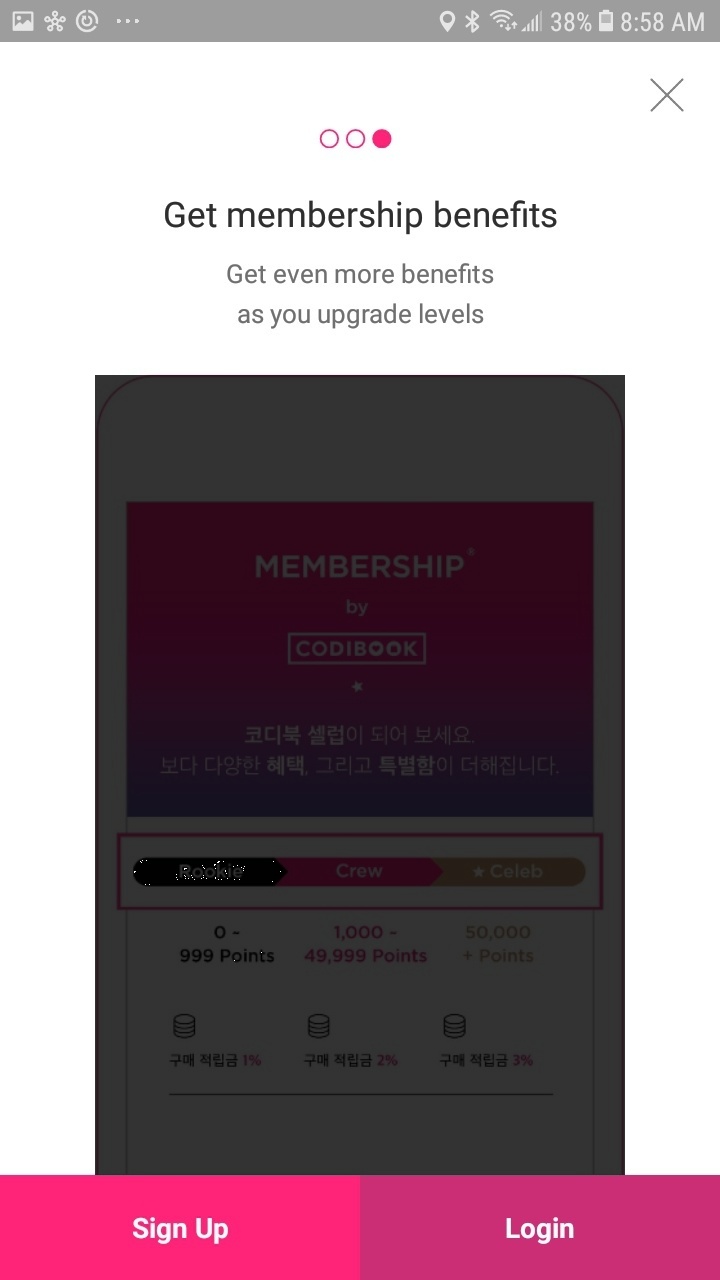 38% 8:58 AM
Get membership benefits
Get even more benefits
as you upgrade levels
MEMBERSHIP
by
CODIBOOK
코디북 셀럽이 되어 보세요.
보다 다양한 혜택, 그리고 특별함이 더해집니다.
Rookie Crew ★ Celeb
0 - 1,000 - 50,000
999 Points 49,999 Points + Points
구매 적립금 1% 구매 적립금 2% 구매 적립금 3%
Sign Up Login